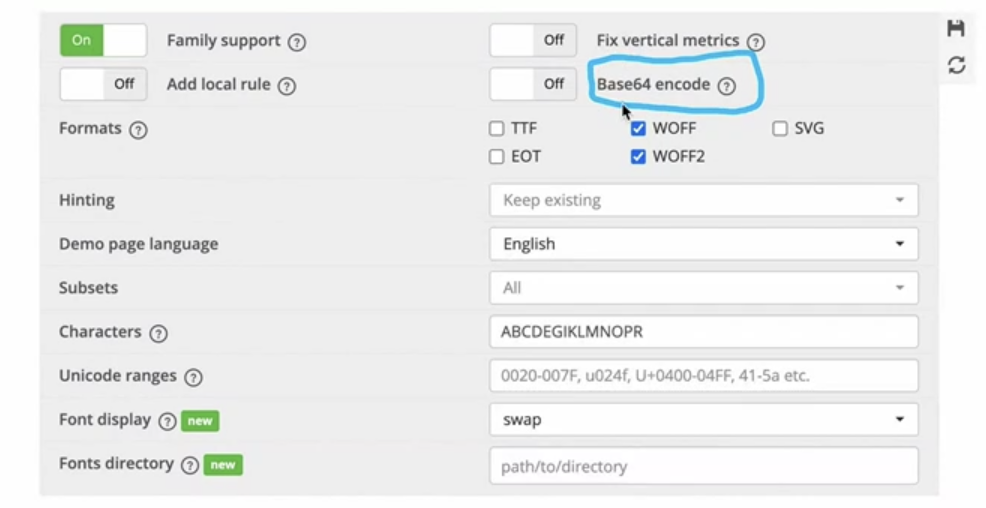 On Family support ? Off Fix vertical metrics ?
Off Add local rule ? Off Base64 encode ?
Formats ? TTF WOFF SVG
EOT WOFF2
Hinting Keep existing
Demo page language English
Subsets All
Characters ? ABCDEGIKLMNOPR
Unicode ranges ? 0020-007F, u024f, U+0400-04FF, 41-5a etc.
Font display ? new swap
Fonts directory ? new path/to/directory